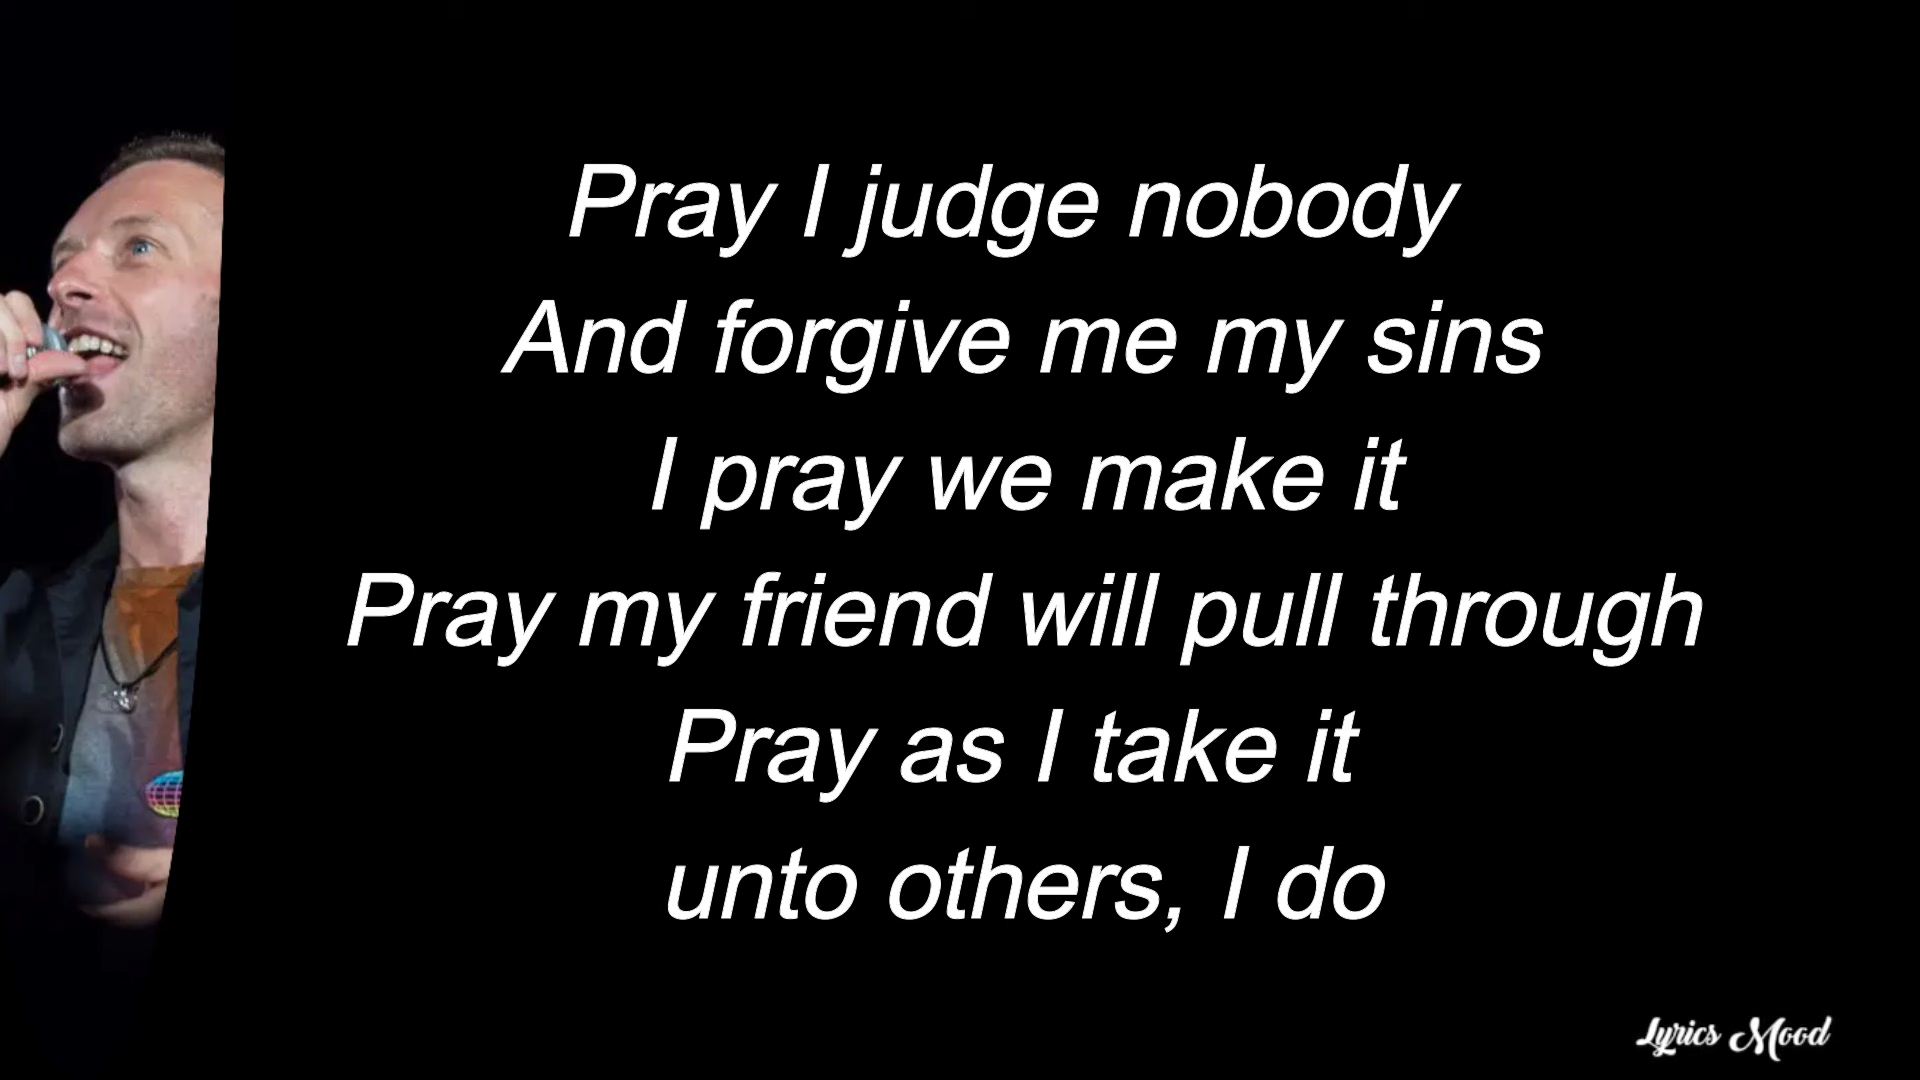 Pray I judge nobody
And forgive me my sins
I pray we make it
Pray my friend will pull through
Pray as I take it
unto others, I do
Lyrics Mood